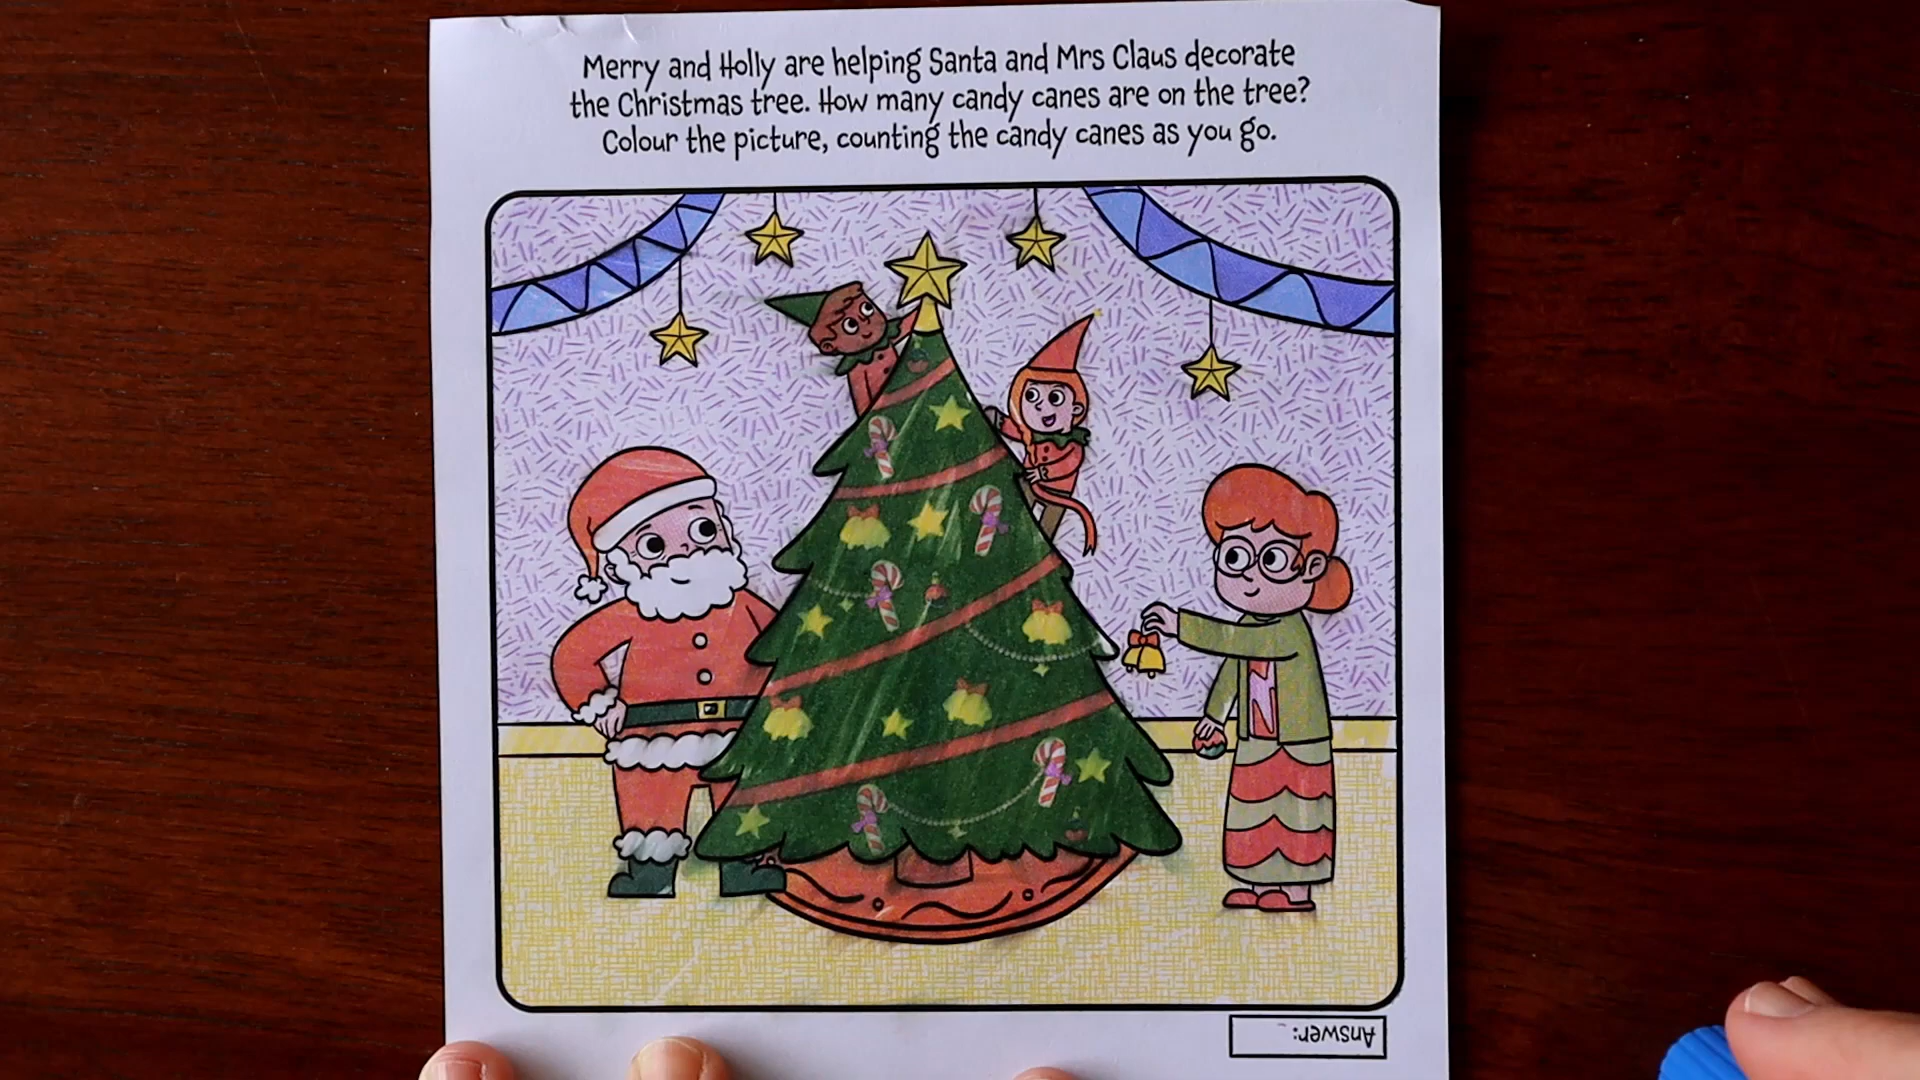 Merry and Holly are helping Santa and Mrs Claus decorate
the Christmas tree. How many candy canes are on the tree?
Colour the picture, counting the candy canes as you go.
Answer: